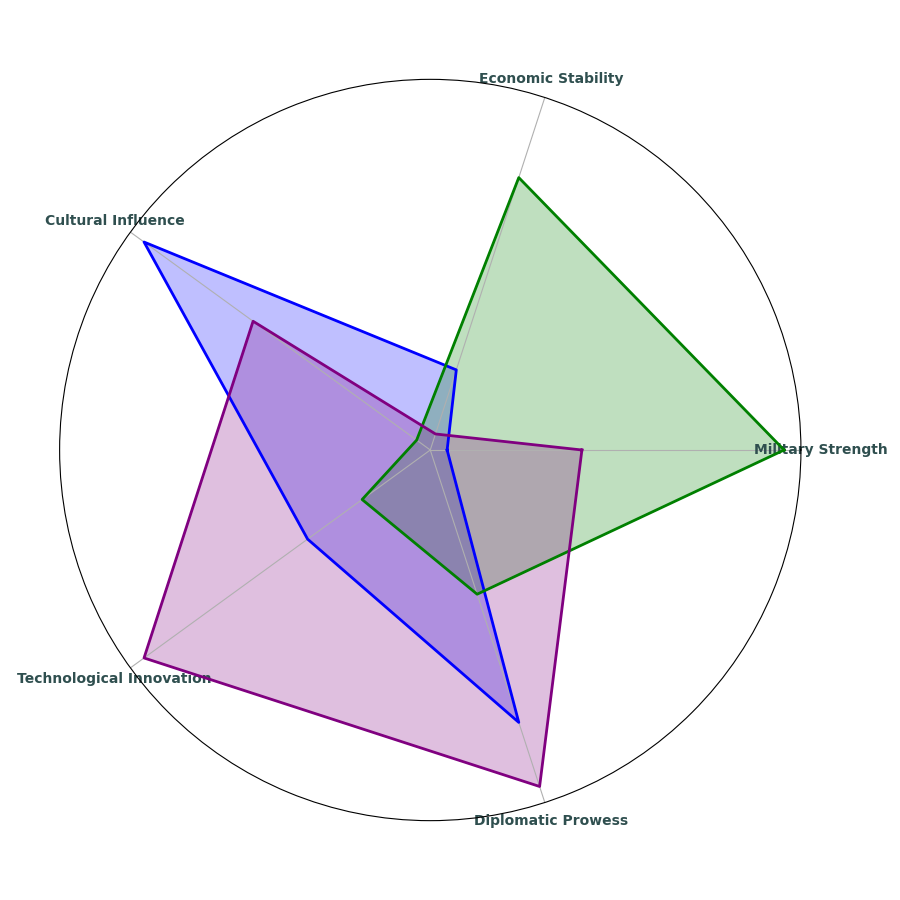 Economic Stability
Cultural Influence
Military Strength
Technological Innovation
Diplomatic Prowess